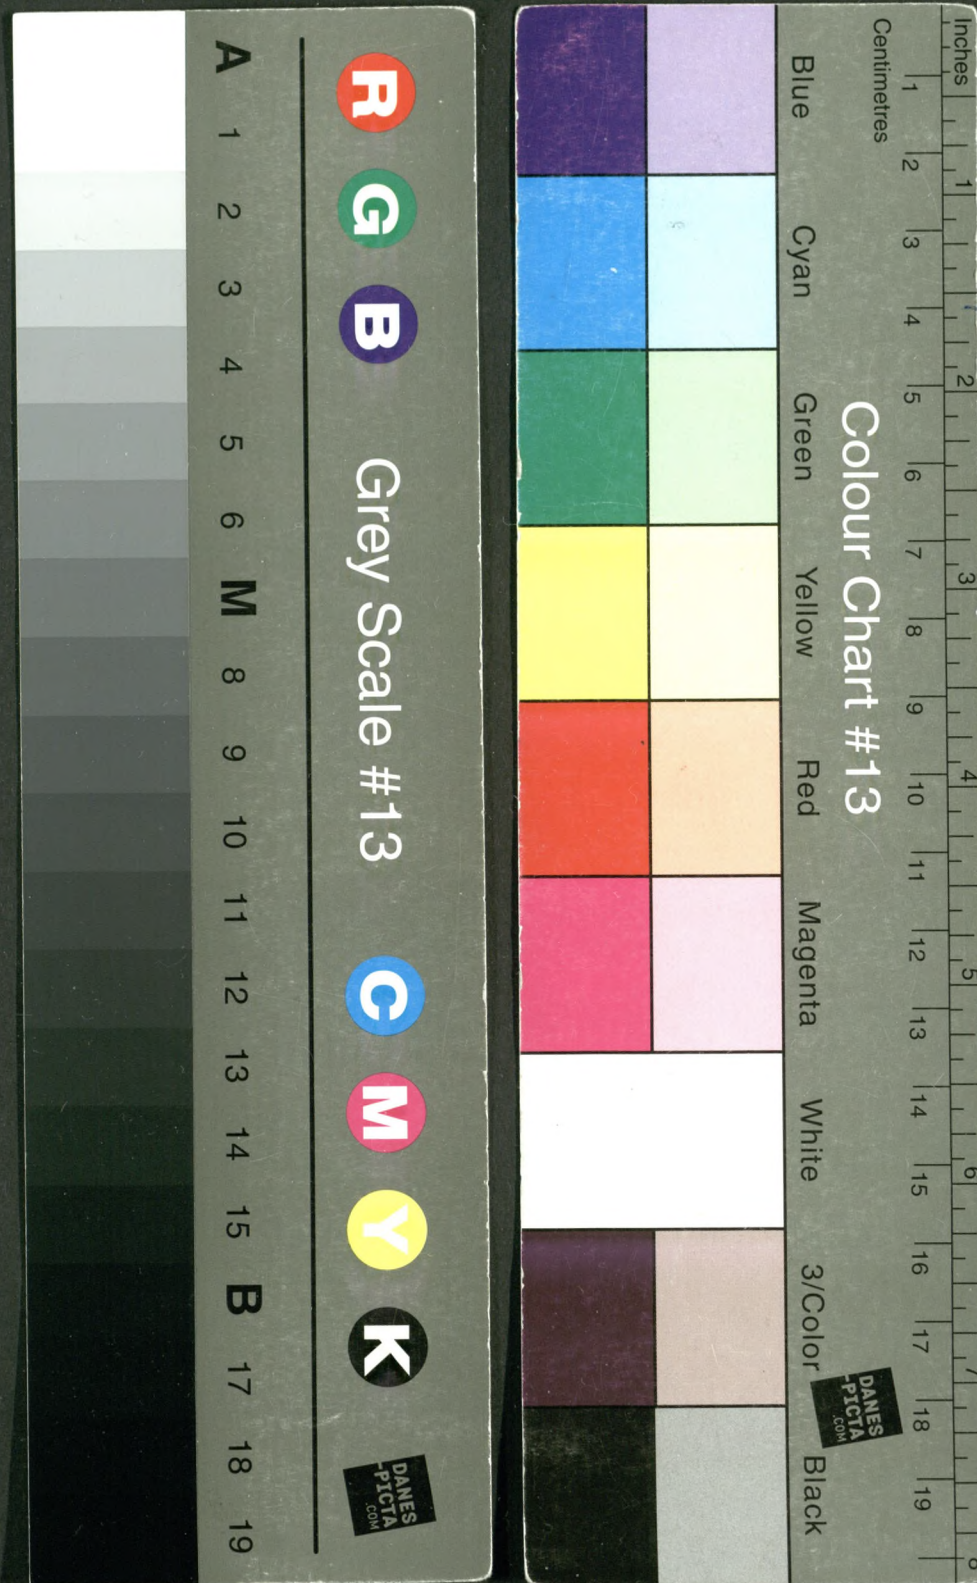 A 1 2 3 4 5 6 M 8 9 10 11 12 13 14 15 B 17 18 19
R G B Grey Scale #13 C M Y K
DANES
-PICTA
.COM
Inches 1 2 3 4 5 6 7 8
Centimetres 1 2 3 4 5 6 7 8 9 10 11 12 13 14 15 16 17 18 19
Colour Chart #13
DANES
-PICTA
.COM
Blue Cyan Green Yellow Red Magenta White 3/Color Black